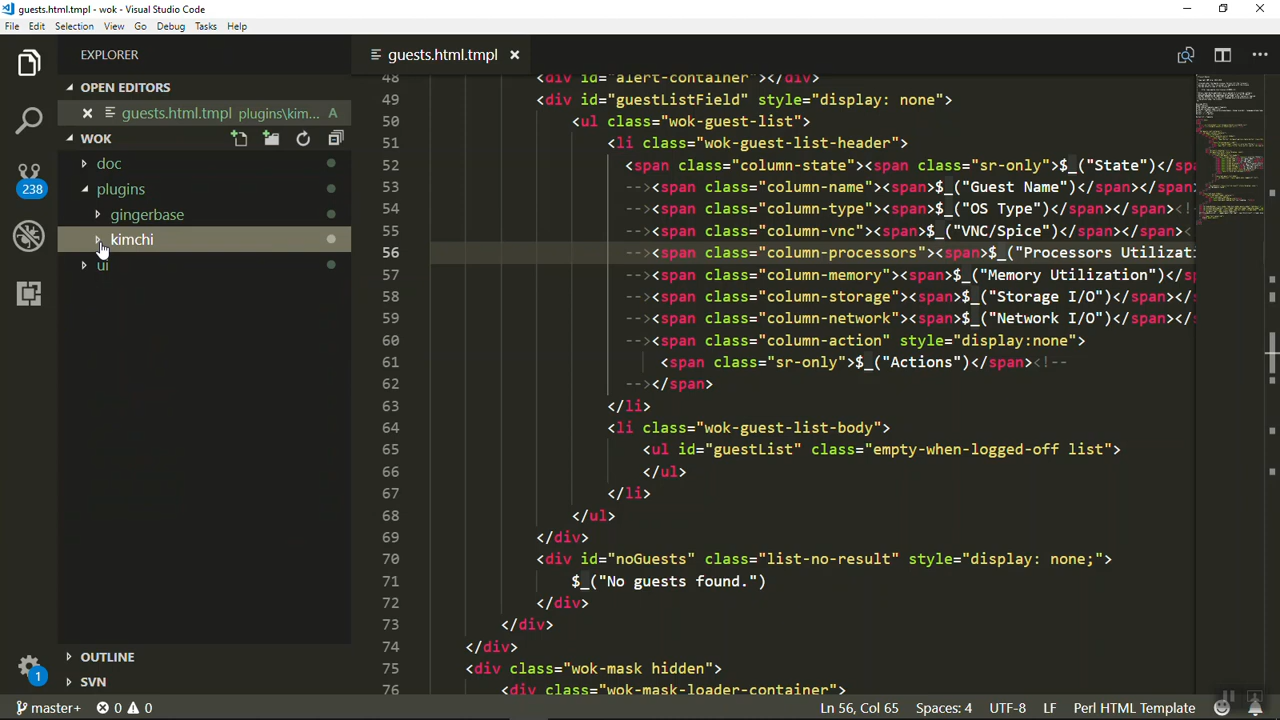 guests.html.tmpl - wok - Visual Studio Code
File Edit Selection View Go Debug Tasks Help
EXPLORER
OPEN EDITORS
guests.html.tmpl plugins\kim... A
WOK
doc
plugins
gingerbase
kimchi
ui
OUTLINE
SVN
238
1
guests.html.tmpl
48 <div id="alert-container"></div>
49 <div id="guestListField" style="display: none">
50 <ul class="wok-guest-list">
51 <li class="wok-guest-list-header">
52 <span class="column-state"><span class="sr-only">$_("State")</spa
53 --><span class="column-name"><span>$_("Guest Name")</span></span>
54 --><span class="column-type"><span>$_("OS Type")</span></span><!
55 --><span class="column-vnc"><span>$_("VNC/Spice")</span></span>
56 --><span class="column-processors"><span>$_("Processors Utilizati
57 --><span class="column-memory"><span>$_("Memory Utilization")</sp
58 --><span class="column-storage"><span>$_("Storage I/O")</span></s
59 --><span class="column-network"><span>$_("Network I/O")</span></s
60 --><span class="column-action" style="display:none">
61 <span class="sr-only">$_("Actions")</span><!--
62 --></span>
63 </li>
64 <li class="wok-guest-list-body">
65 <ul id="guestList" class="empty-when-logged-off list">
66 </ul>
67 </li>
68 </ul>
69 </div>
70 <div id="noGuests" class="list-no-result" style="display: none;">
71 $_("No guests found.")
72 </div>
73 </div>
74 </div>
75 <div class="wok-mask hidden">
76 <div class="wok-mask-loader-container">
master+ 0 0 Ln 56, Col 65 Spaces: 4 UTF-8 LF Perl HTML Template